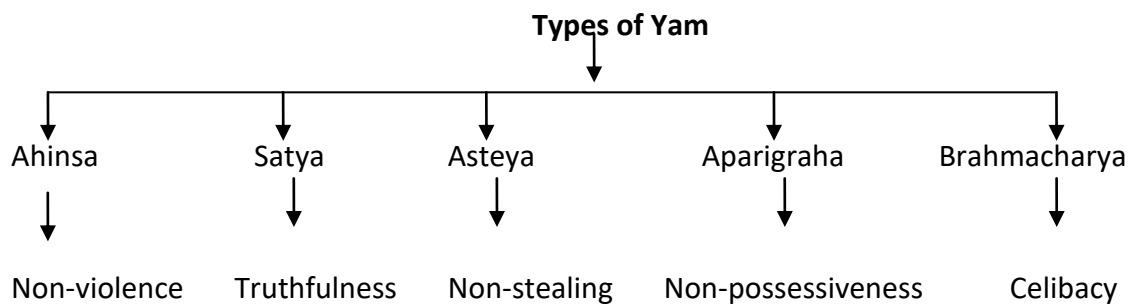 Types of Yam
Ahinsa Satya Asteya Aparigraha Brahmacharya
Non-violence Truthfulness Non-stealing Non-possessiveness Celibacy